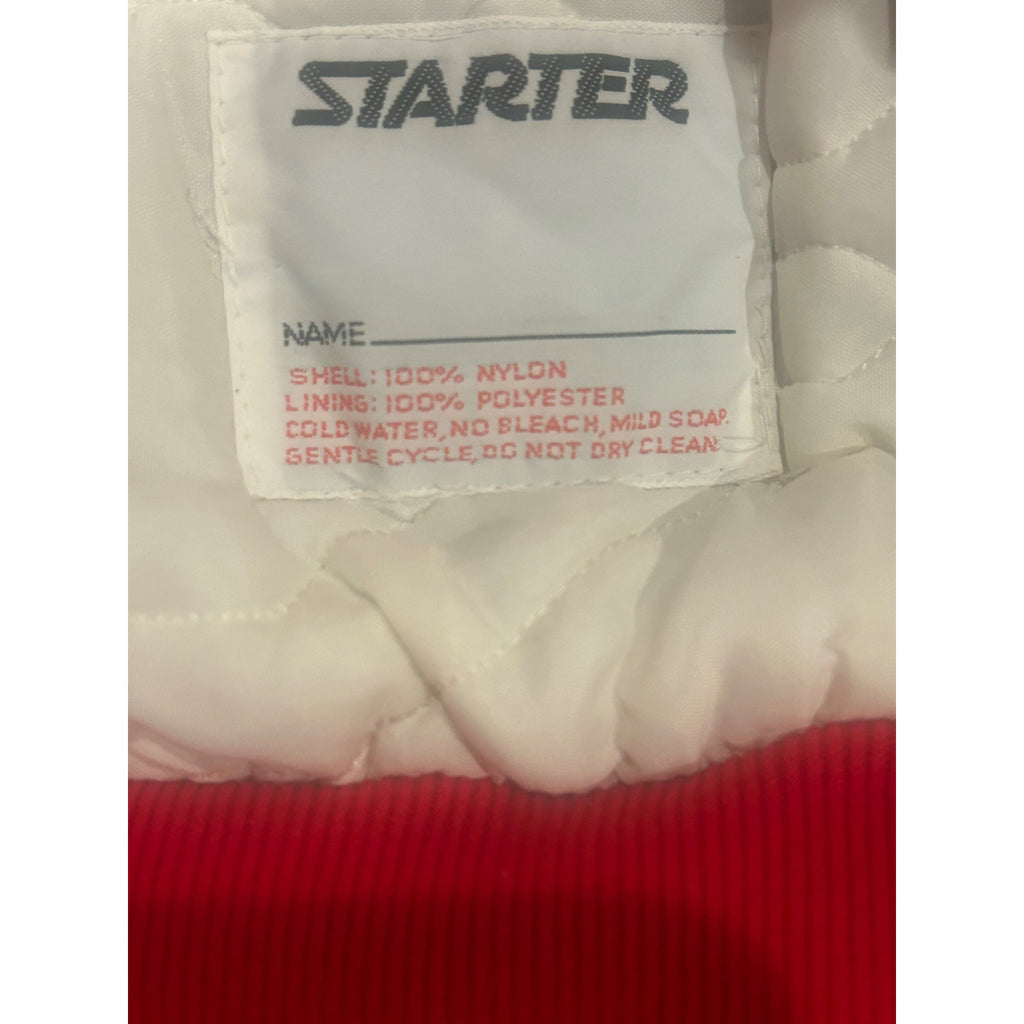 STARTER
NAME
SHELL: 100% NYLON
LINING: 100% POLYESTER
COLD WATER, NO BLEACH, MILD SOAP.
GENTLE CYCLE, DO NOT DRY CLEAN